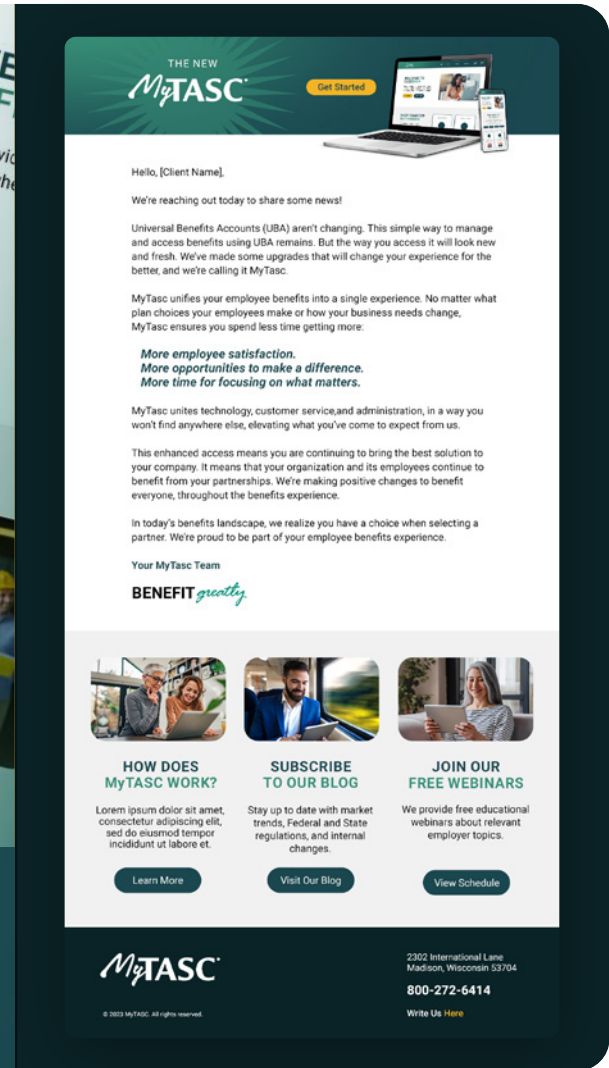 THE NEW
MyTASC
Get Started
Hello, [Client Name],
We're reaching out today to share some news!
Universal Benefits Accounts (UBA) aren't changing. This simple way to manage
and access benefits using UBA remains. But the way you access it will look new
and fresh. We've made some upgrades that will change your experience for the
better, and we're calling it MyTasc.
MyTasc unifies your employee benefits into a single experience. No matter what
plan choices your employees make or how your business needs change,
MyTasc ensures you spend less time getting more:
More employee satisfaction.
More opportunities to make a difference.
More time for focusing on what matters.
MyTasc unites technology, customer service,and administration, in a way you
won't find anywhere else, elevating what you've come to expect from us.
This enhanced access means you are continuing to bring the best solution to
your company. It means that your organization and its employees continue to
benefit from your partnerships. We're making positive changes to benefit
everyone, throughout the benefits experience.
In today's benefits landscape, we realize you have a choice when selecting a
partner. We're proud to be part of your employee benefits experience.
Your MyTasc Team
BENEFIT greatly
HOW DOES
MyTASC WORK?
Lorem ipsum dolor sit amet,
consectetur adipiscing elit,
sed do eiusmod tempor
incididunt ut labore et.
Learn More
SUBSCRIBE
TO OUR BLOG
Stay up to date with market
trends, Federal and State
regulations, and internal
changes.
Visit Our Blog
JOIN OUR
FREE WEBINARS
We provide free educational
webinars about relevant
employer topics.
View Schedule
MyTASC
© 2023 MyTASC. All rights reserved.
2302 International Lane
Madison, Wisconsin 53704
800-272-6414
Write Us Here